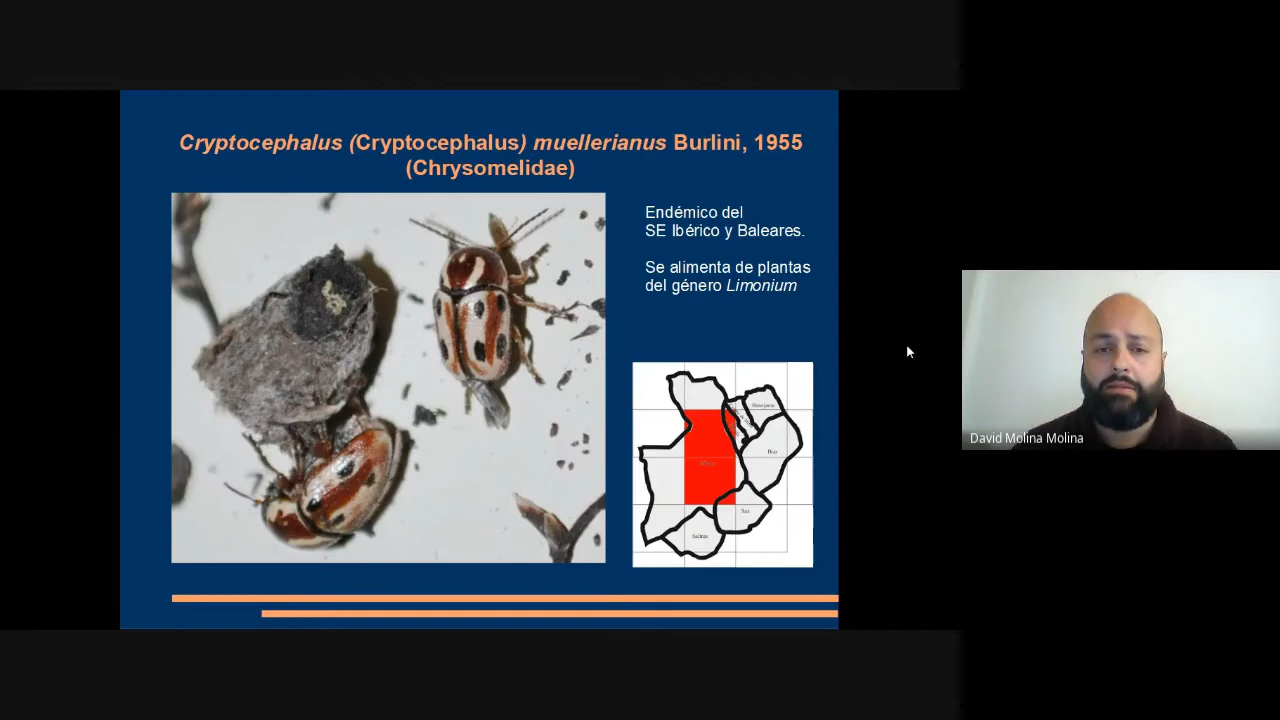 Cryptocephalus (Cryptocephalus) muellerianus Burlini, 1955
(Chrysomelidae)
Endémico del
SE Ibérico y Baleares.
Se alimenta de plantas
del género Limonium
Biar
Sax
Salinas
David Molina Molina